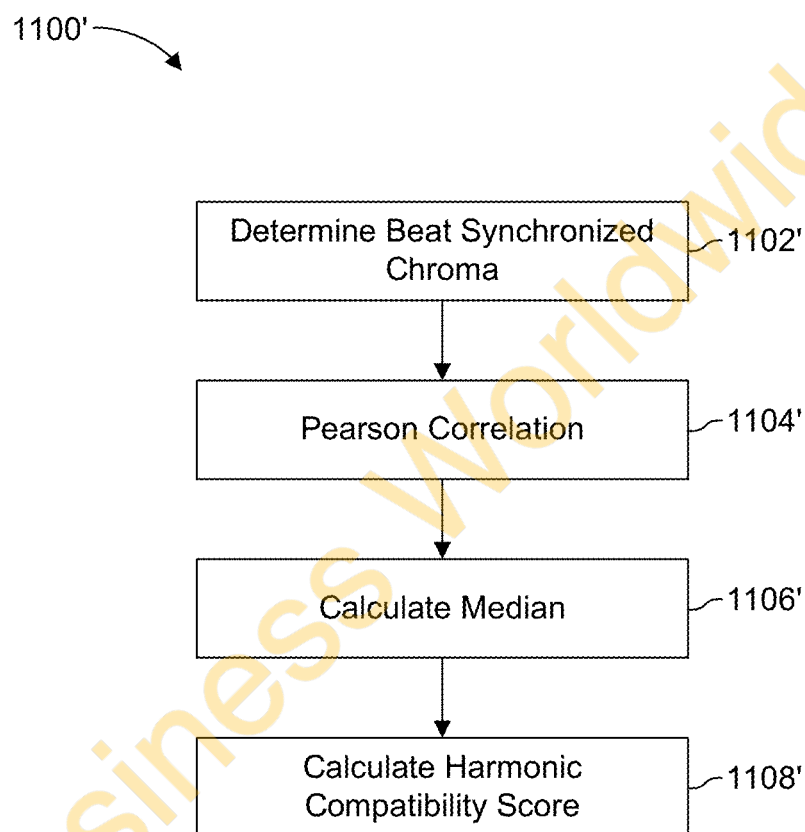 1100'
Determine Beat Synchronized
Chroma
1102'
Pearson Correlation
1104'
Calculate Median
1106'
Calculate Harmonic
Compatibility Score
1108'